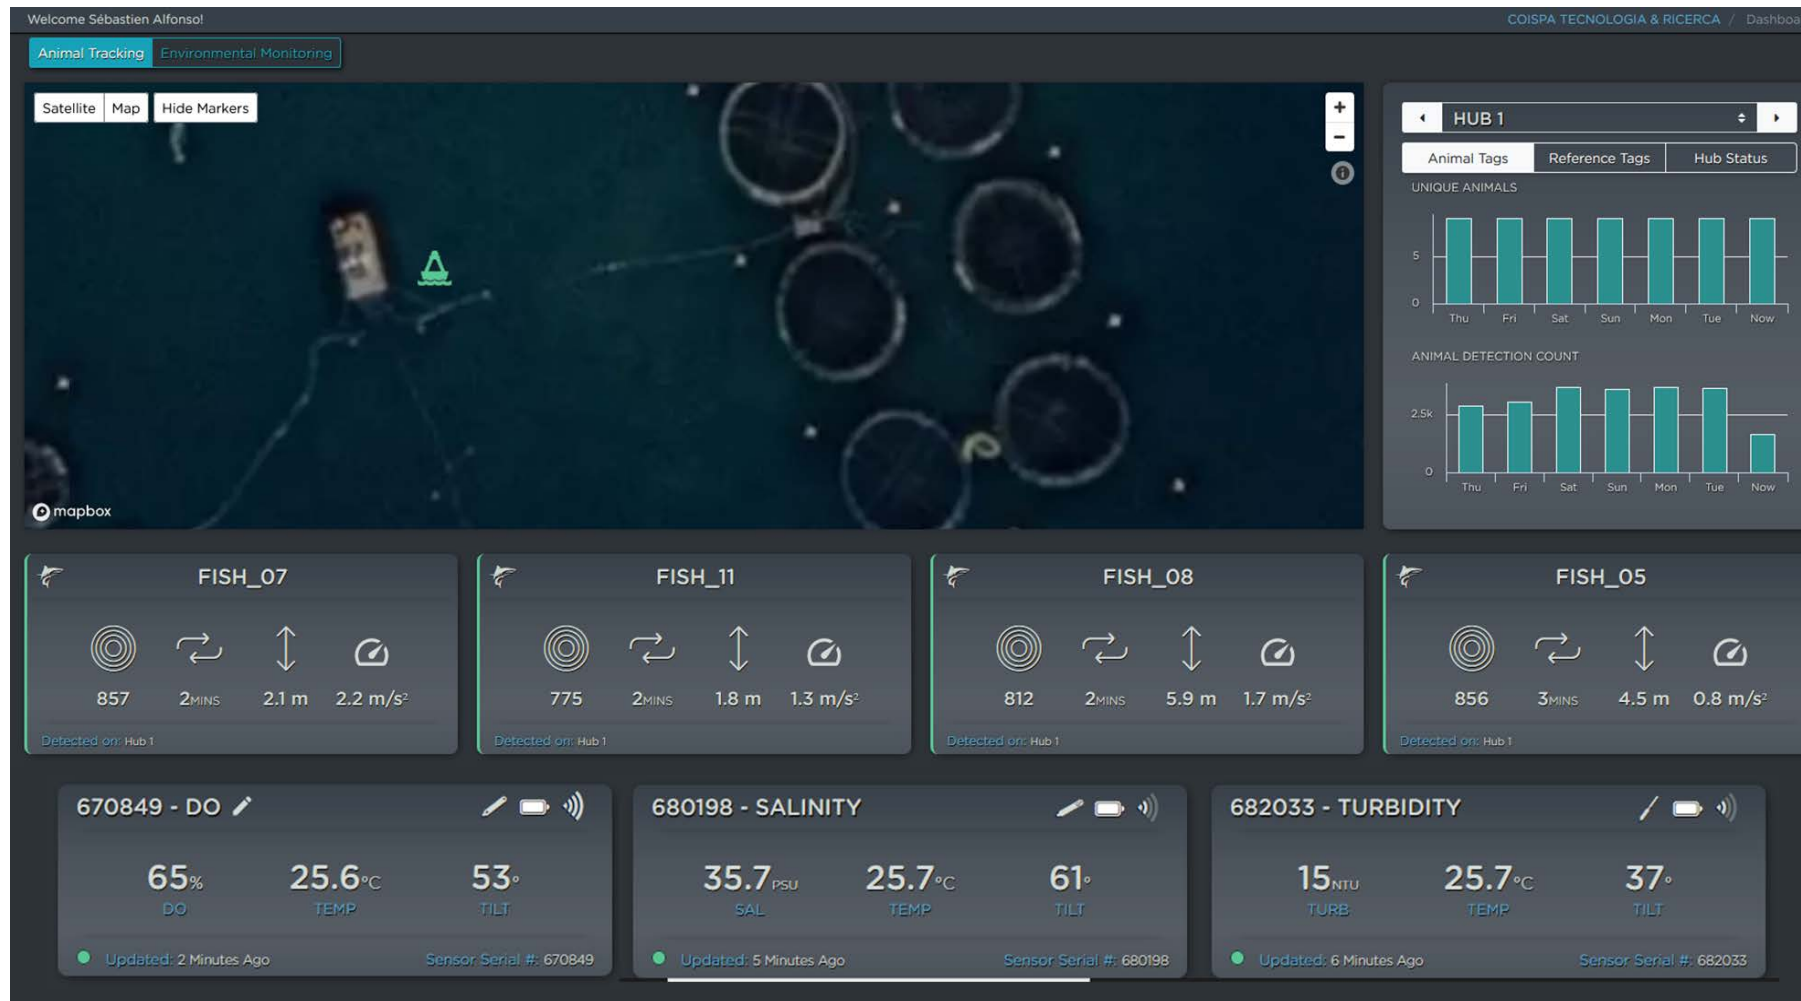 Welcome Sébastien Alfonso!
COISPA TECNOLOGIA & RICERCA / Dashboa
Animal Tracking Environmental Monitoring
Satellite Map Hide Markers
+
−
mapbox
HUB 1
Animal Tags Reference Tags Hub Status
UNIQUE ANIMALS
5
0
Thu Fri Sat Sun Mon Tue Now
ANIMAL DETECTION COUNT
2.5k
0
Thu Fri Sat Sun Mon Tue Now
FISH_07
857 2MINS 2.1 m 2.2 m/s²
Detected on: Hub 1
FISH_11
775 2MINS 1.8 m 1.3 m/s²
Detected on: Hub 1
FISH_08
812 2MINS 5.9 m 1.7 m/s²
Detected on: Hub 1
FISH_05
856 3MINS 4.5 m 0.8 m/s²
Detected on: Hub 1
670849 - DO
65% 25.6°C 53°
DO TEMP TILT
Updated: 2 Minutes Ago Sensor Serial #: 670849
680198 - SALINITY
35.7PSU 25.7°C 61°
SAL TEMP TILT
Updated: 5 Minutes Ago Sensor Serial #: 680198
682033 - TURBIDITY
15NTU 25.7°C 37°
TURB TEMP TILT
Updated: 6 Minutes Ago Sensor Serial #: 682033